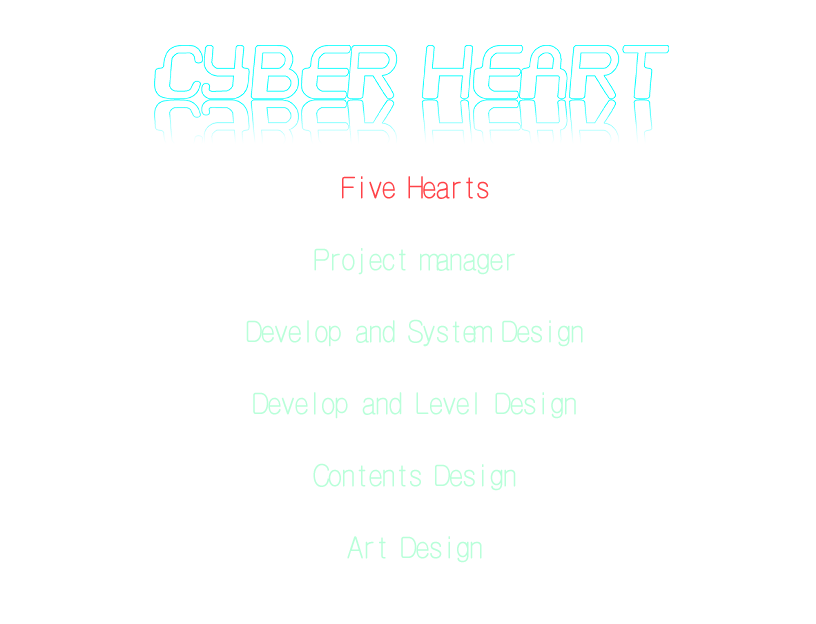 CYBER HEART
Five Hearts
Project manager
Develop and System Design
Develop and Level Design
Contents Design
Art Design